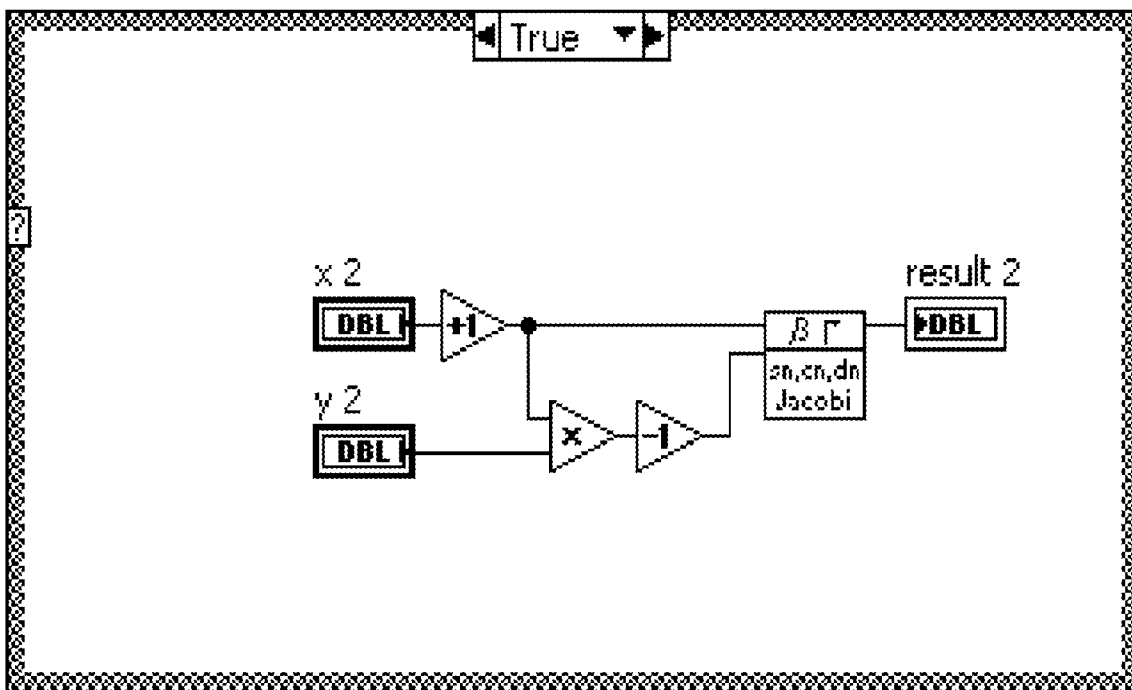 True
?
x 2
result 2
DBL
+1
β Γ
DBL
sn,cn,dn
Jacobi
y 2
DBL
×
-1